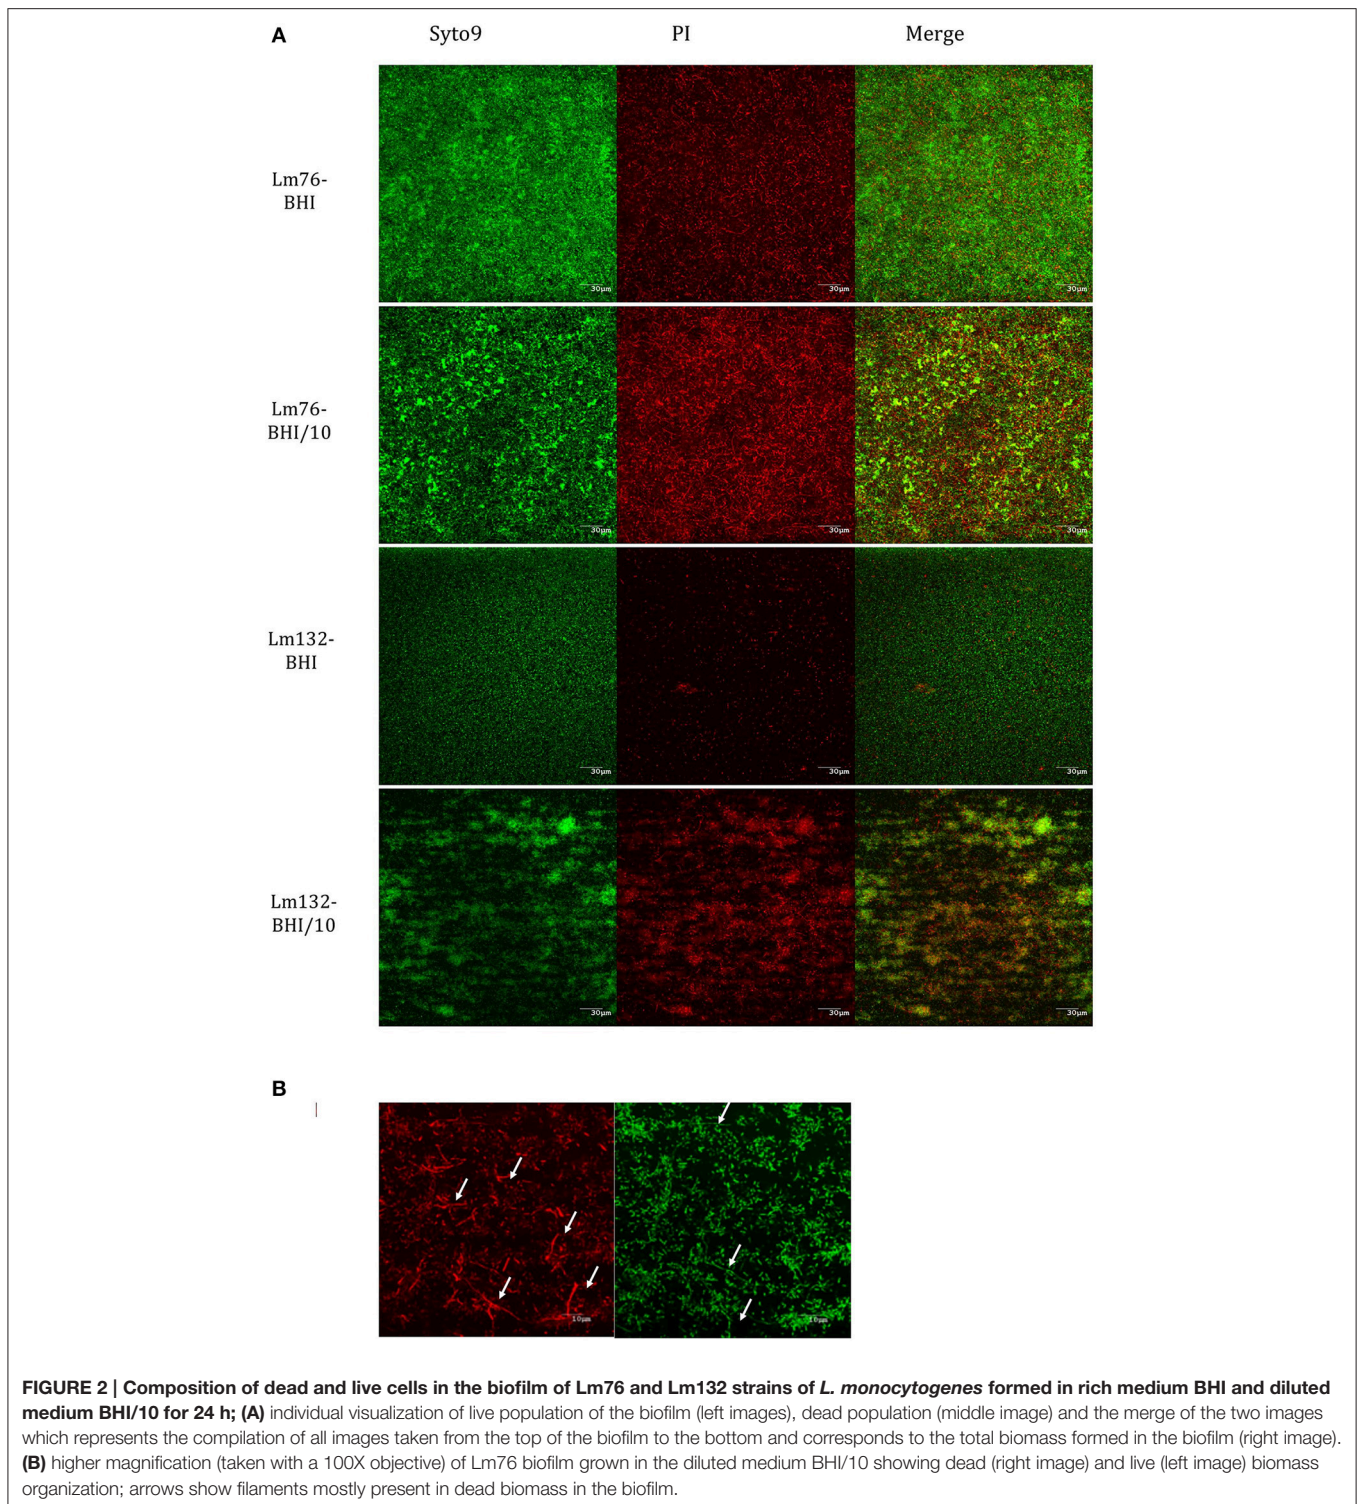 A
Syto9 PI Merge
Lm76-
BHI
30µm 30µm 30µm
Lm76-
BHI/10
30µm 30µm 30µm
Lm132-
BHI
30µm 30µm 30µm
Lm132-
BHI/10
30µm 30µm 30µm
B
10µm 10µm
FIGURE 2 | Composition of dead and live cells in the biofilm of Lm76 and Lm132 strains of L. monocytogenes formed in rich medium BHI and diluted
medium BHI/10 for 24 h; (A) individual visualization of live population of the biofilm (left images), dead population (middle image) and the merge of the two images
which represents the compilation of all images taken from the top of the biofilm to the bottom and corresponds to the total biomass formed in the biofilm (right image).
(B) higher magnification (taken with a 100X objective) of Lm76 biofilm grown in the diluted medium BHI/10 showing dead (right image) and live (left image) biomass
organization; arrows show filaments mostly present in dead biomass in the biofilm.